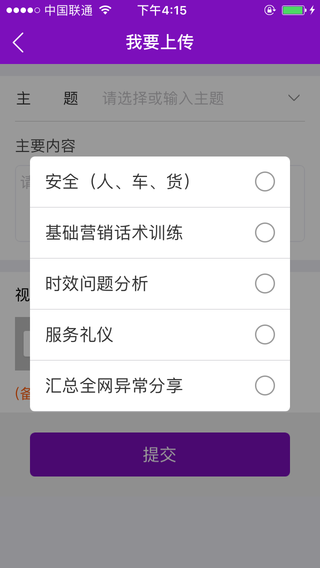 中国联通
下午4:15
我要上传
主 题 请选择或输入主题
主要内容
请
安全（人、车、货）
基础营销话术训练
时效问题分析
服务礼仪
汇总全网异常分享
视
(备
提交